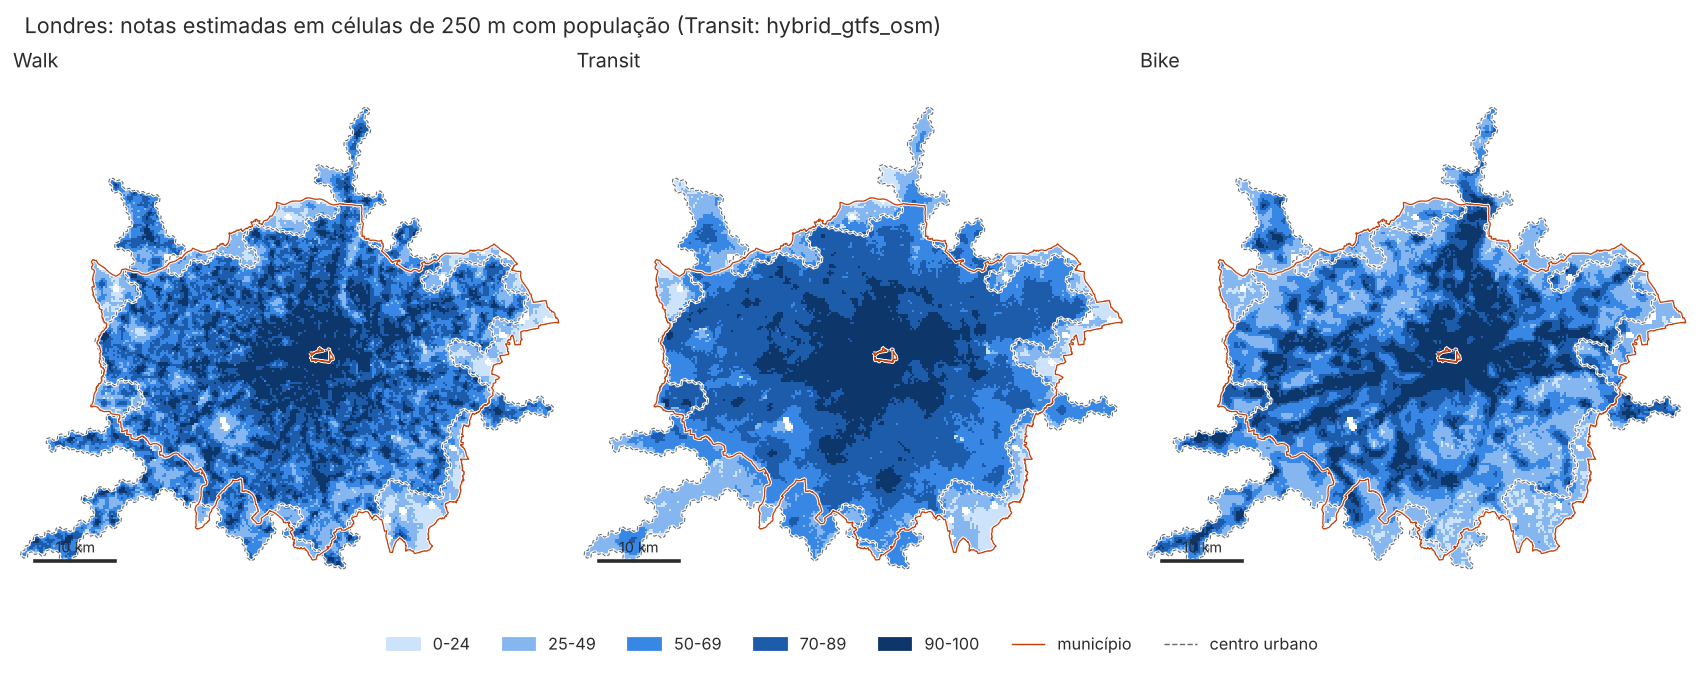 Londres: notas estimadas em células de 250 m com população (Transit: hybrid_gtfs_osm)
Walk
Transit
Bike
10 km
10 km
10 km
0-24
25-49
50-69
70-89
90-100
município
centro urbano